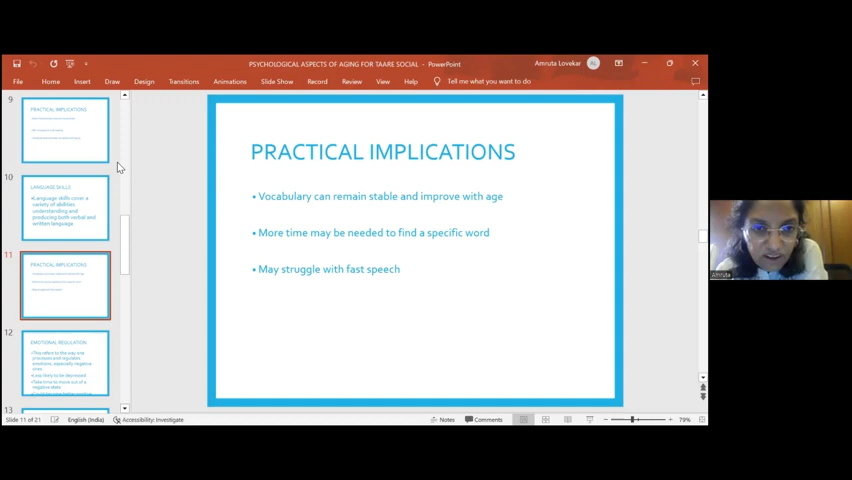 PSYCHOLOGICAL ASPECTS OF AGING FOR TAARE SOCIAL - PowerPoint
Amruta Lovekar
AL
File Home Insert Draw Design Transitions Animations Slide Show Record Review View Help Tell me what you want to do
9
PRACTICAL IMPLICATIONS
10
LANGUAGE SKILLS
•Language skills cover a
variety of abilities
understanding and
producing both verbal and
written language
11
PRACTICAL IMPLICATIONS
12
EMOTIONAL REGULATION
•This refers to the way one
processes and regulates
emotions, especially negative
ones
•Less likely to be depressed
•Take time to move out of a
negative state
13
PRACTICAL IMPLICATIONS
• Vocabulary can remain stable and improve with age
• More time may be needed to find a specific word
• May struggle with fast speech
Amruta
Slide 11 of 21 English (India) Accessibility: Investigate Notes Comments 79%